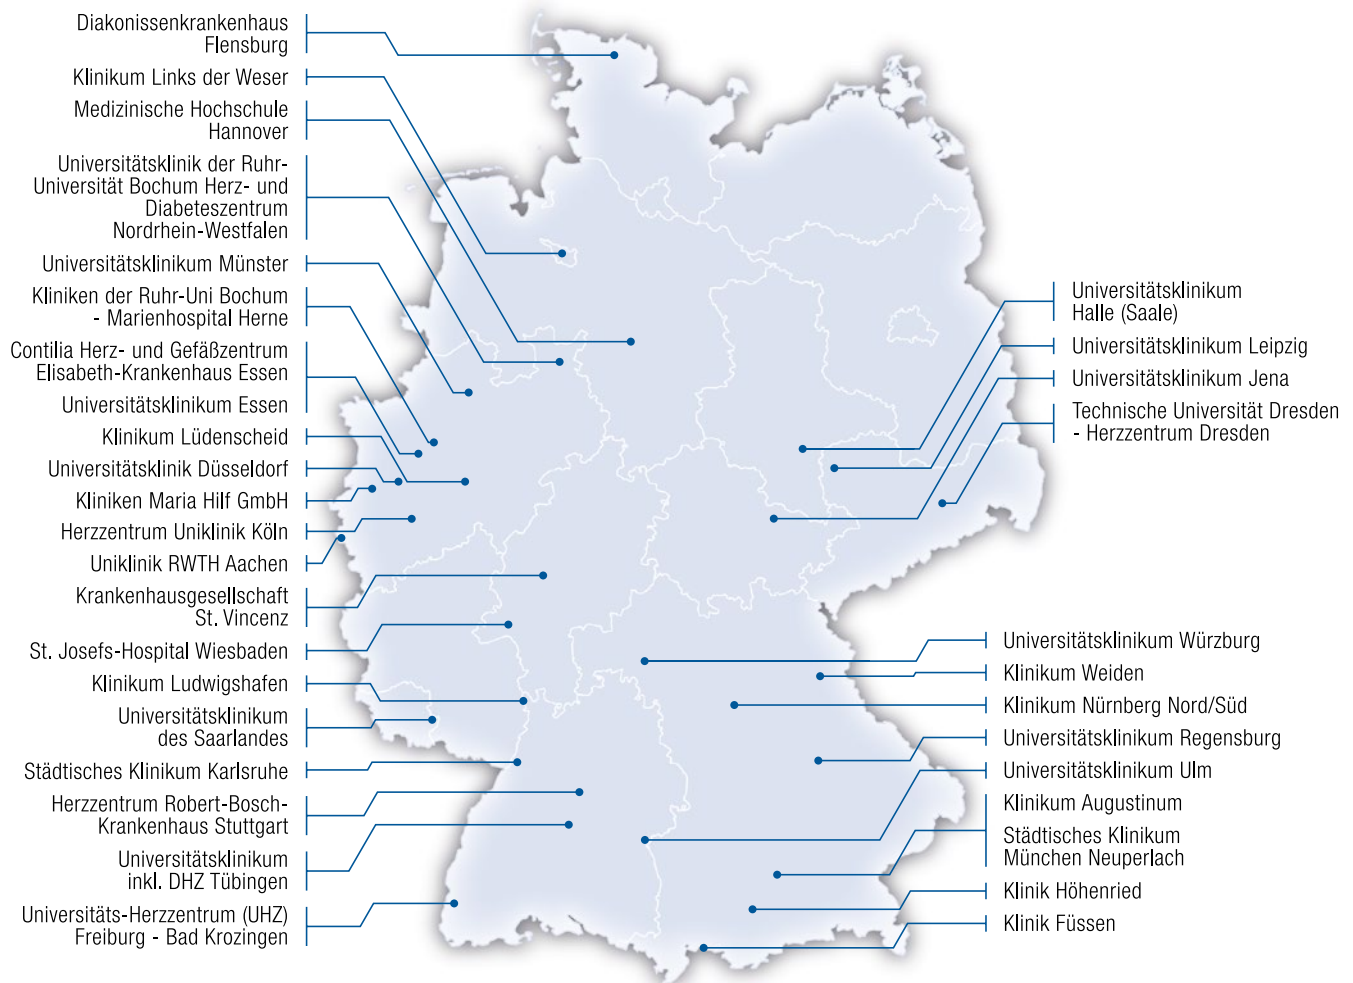 Diakonissenkrankenhaus
Flensburg
Klinikum Links der Weser
Medizinische Hochschule
Hannover
Universitätsklinik der Ruhr-
Universität Bochum Herz- und
Diabeteszentrum
Nordrhein-Westfalen
Universitätsklinikum Münster
Kliniken der Ruhr-Uni Bochum
- Marienhospital Herne
Contilia Herz- und Gefäßzentrum
Elisabeth-Krankenhaus Essen
Universitätsklinikum Essen
Klinikum Lüdenscheid
Universitätsklinik Düsseldorf
Kliniken Maria Hilf GmbH
Herzzentrum Uniklinik Köln
Uniklinik RWTH Aachen
Krankenhausgesellschaft
St. Vincenz
St. Josefs-Hospital Wiesbaden
Klinikum Ludwigshafen
Universitätsklinikum
des Saarlandes
Städtisches Klinikum Karlsruhe
Herzzentrum Robert-Bosch-
Krankenhaus Stuttgart
Universitätsklinikum
inkl. DHZ Tübingen
Universitäts-Herzzentrum (UHZ)
Freiburg - Bad Krozingen
Universitätsklinikum
Halle (Saale)
Universitätsklinikum Leipzig
Universitätsklinikum Jena
Technische Universität Dresden
- Herzzentrum Dresden
Universitätsklinikum Würzburg
Klinikum Weiden
Klinikum Nürnberg Nord/Süd
Universitätsklinikum Regensburg
Universitätsklinikum Ulm
Klinikum Augustinum
Städtisches Klinikum
München Neuperlach
Klinik Höhenried
Klinik Füssen